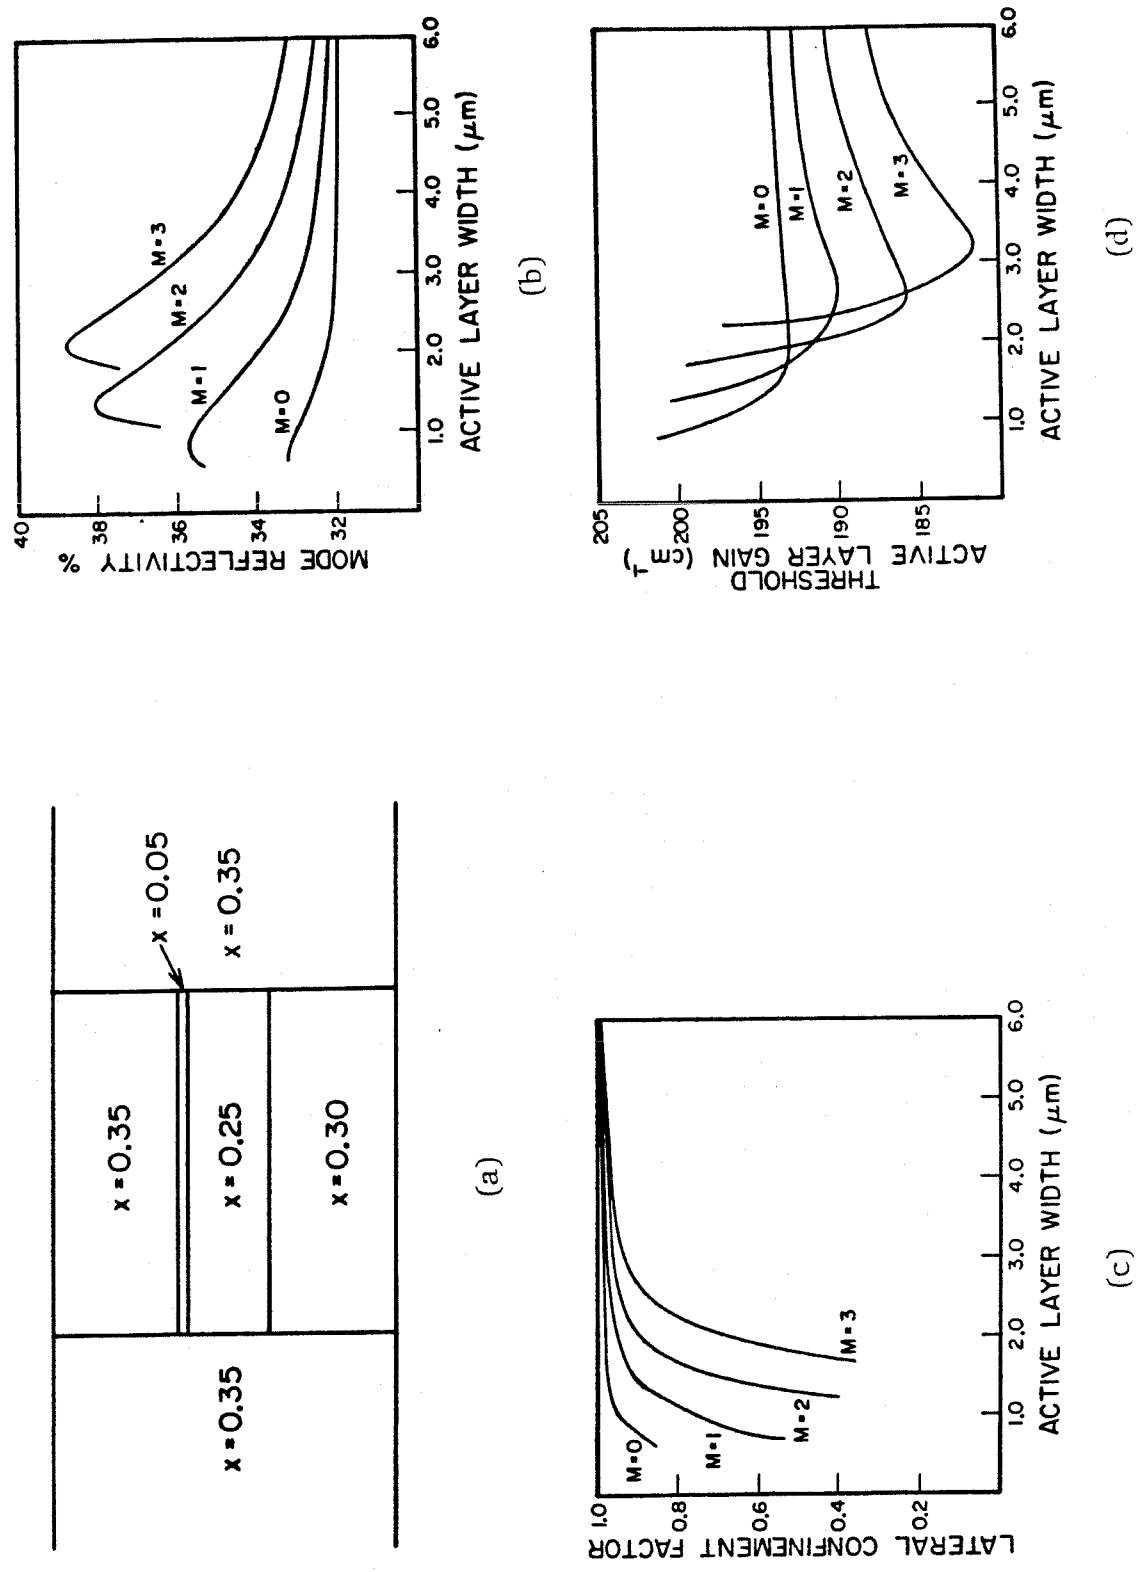 x = 0.35
x = 0.05
x = 0.35
x = 0.25
x = 0.35
x = 0.30
(a)
MODE REFLECTIVITY %
40
38
36
34
32
M=3
M=2
M=1
M=0
1.0 2.0 3.0 4.0 5.0 6.0
ACTIVE LAYER WIDTH (μm)
(b)
LATERAL CONFINEMENT FACTOR
1.0
0.8
0.6
0.4
0.2
M=0
M=1
M=2
M=3
1.0 2.0 3.0 4.0 5.0 6.0
ACTIVE LAYER WIDTH (μm)
(c)
THRESHOLD
ACTIVE LAYER GAIN (cm⁻¹)
205
200
195
190
185
M=0
M=1
M=2
M=3
1.0 2.0 3.0 4.0 5.0 6.0
ACTIVE LAYER WIDTH (μm)
(d)